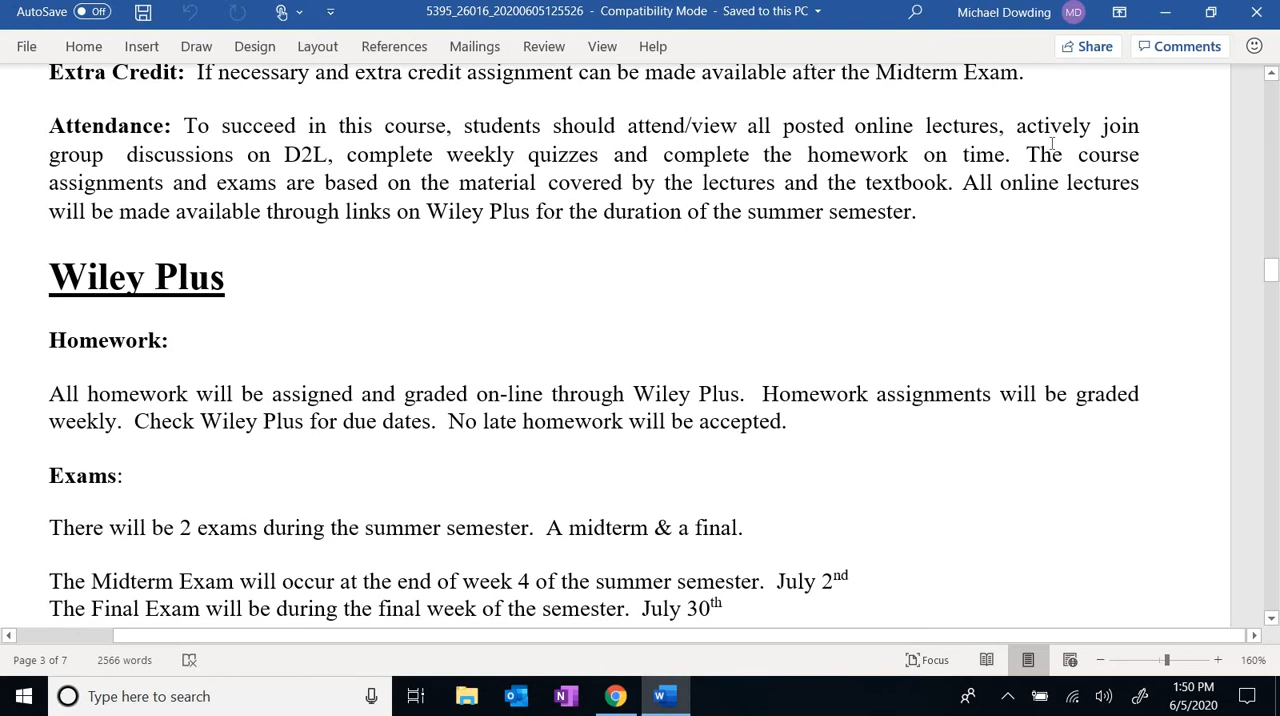 AutoSave Off 5395_26016_20200605125526 - Compatibility Mode - Saved to this PC Michael Dowding MD
File Home Insert Draw Design Layout References Mailings Review View Help Share Comments
Extra Credit: If necessary and extra credit assignment can be made available after the Midterm Exam.
Attendance: To succeed in this course, students should attend/view all posted online lectures, actively join
group discussions on D2L, complete weekly quizzes and complete the homework on time. The course
assignments and exams are based on the material covered by the lectures and the textbook. All online lectures
will be made available through links on Wiley Plus for the duration of the summer semester.
Wiley Plus
Homework:
All homework will be assigned and graded on-line through Wiley Plus. Homework assignments will be graded
weekly. Check Wiley Plus for due dates. No late homework will be accepted.
Exams:
There will be 2 exams during the summer semester. A midterm & a final.
The Midterm Exam will occur at the end of week 4 of the summer semester. July 2nd
The Final Exam will be during the final week of the semester. July 30th
Page 3 of 7 2566 words Focus 160%
Type here to search 1:50 PM
6/5/2020